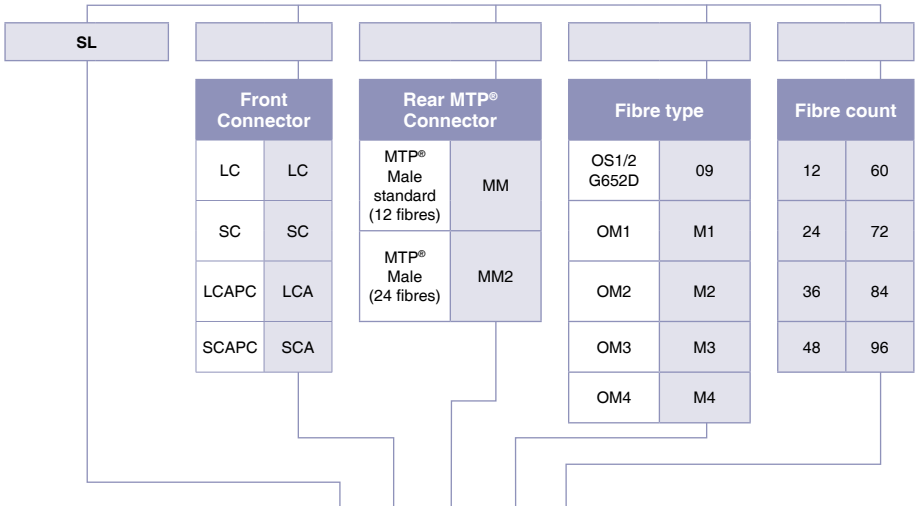 SL
Front
Connector
LC LC
SC SC
LCAPC LCA
SCAPC SCA
Rear MTP®
Connector
MTP®
Male
standard
(12 fibres)
MM
MTP®
Male
(24 fibres)
MM2
Fibre type
OS1/2
G652D
09
OM1 M1
OM2 M2
OM3 M3
OM4 M4
Fibre count
12 60
24 72
36 84
48 96